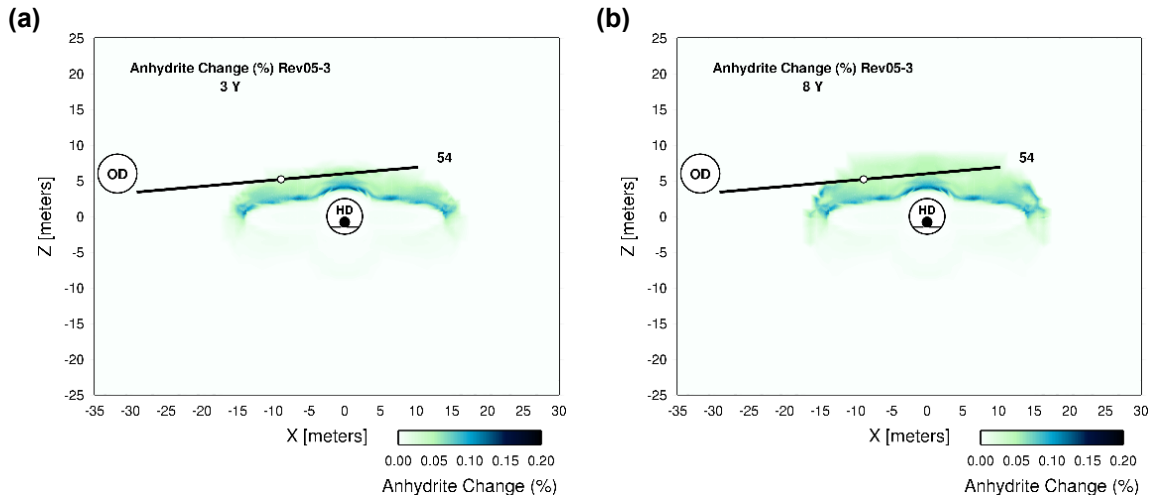 (a)
25
20
15
10
5
0
-5
-10
-15
-20
-25
Z [meters]
Anhydrite Change (%) Rev05-3
3 Y
OD
54
HD
-35 -30 -25 -20 -15 -10 -5 0 5 10 15 20 25 30
X [meters]
0.00 0.05 0.10 0.15 0.20
Anhydrite Change (%)
(b)
25
20
15
10
5
0
-5
-10
-15
-20
-25
Z [meters]
Anhydrite Change (%) Rev05-3
8 Y
OD
54
HD
-35 -30 -25 -20 -15 -10 -5 0 5 10 15 20 25 30
X [meters]
0.00 0.05 0.10 0.15 0.20
Anhydrite Change (%)